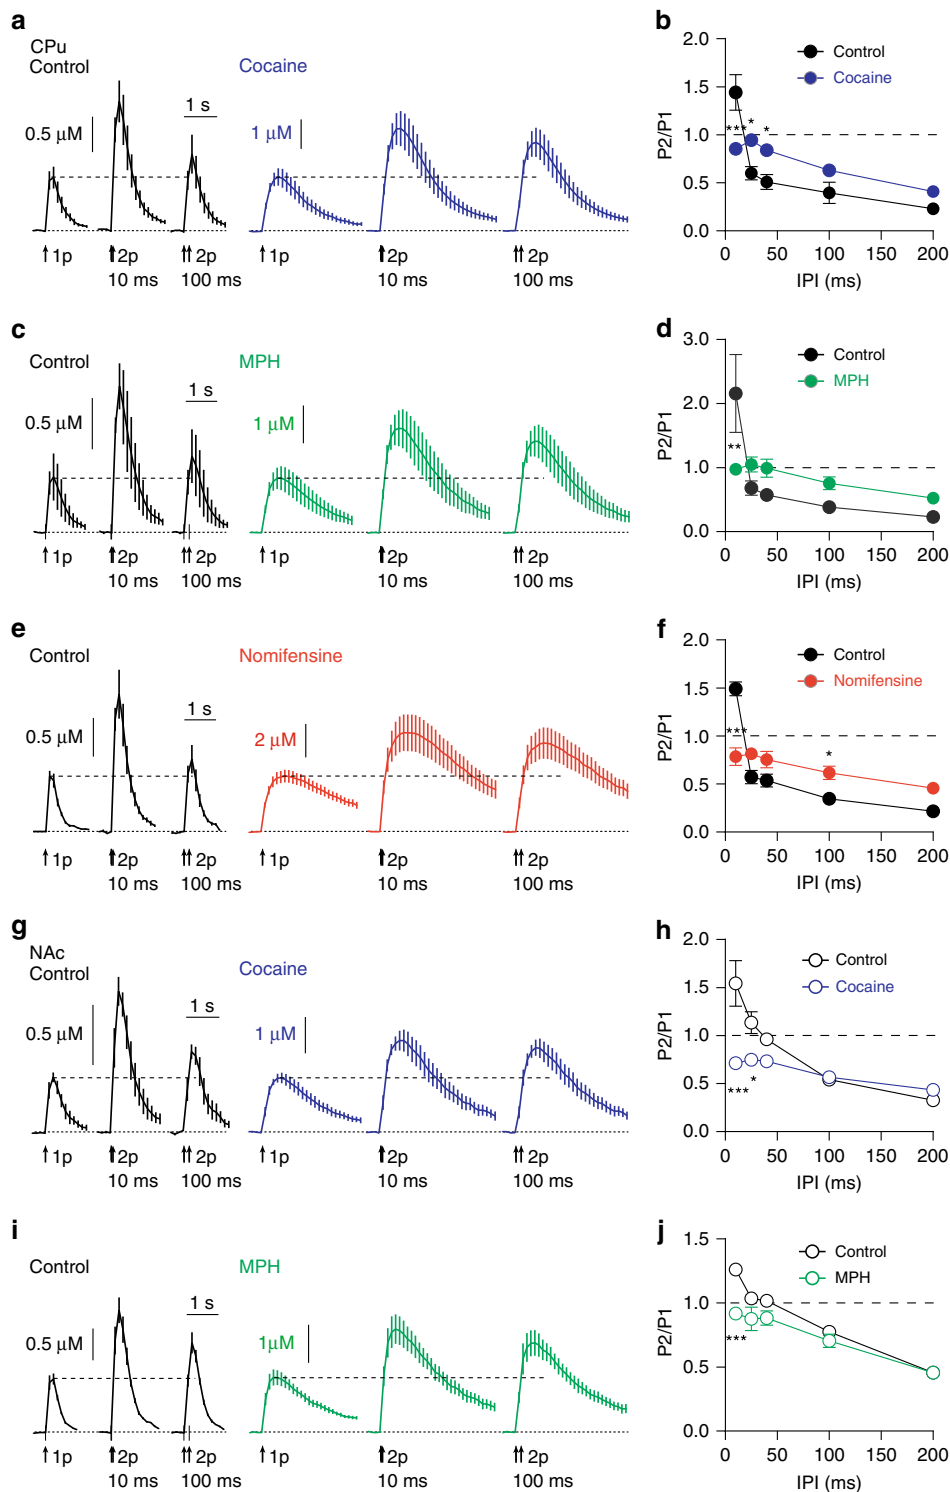 a
CPu
Control
Cocaine
0.5 μM
1 s
1 μM
1p
2p
10 ms
2p
100 ms
1p
2p
10 ms
2p
100 ms
b
2.0
1.5
1.0
0.5
0.0
P2/P1
Control
Cocaine
***
*
*
0 50 100 150 200
IPI (ms)
c
Control
MPH
0.5 μM
1 s
1 μM
1p
2p
10 ms
2p
100 ms
1p
2p
10 ms
2p
100 ms
d
3.0
2.0
1.0
0.0
P2/P1
Control
MPH
**
0 50 100 150 200
IPI (ms)
e
Control
Nomifensine
0.5 μM
1 s
2 μM
1p
2p
10 ms
2p
100 ms
1p
2p
10 ms
2p
100 ms
f
2.0
1.5
1.0
0.5
0.0
P2/P1
Control
Nomifensine
***
*
0 50 100 150 200
IPI (ms)
g
NAc
Control
Cocaine
0.5 μM
1 s
1 μM
1p
2p
10 ms
2p
100 ms
1p
2p
10 ms
2p
100 ms
h
2.0
1.5
1.0
0.5
0.0
P2/P1
Control
Cocaine
***
*
0 50 100 150 200
IPI (ms)
i
Control
MPH
0.5 μM
1 s
1μM
1p
2p
10 ms
2p
100 ms
1p
2p
10 ms
2p
100 ms
j
1.5
1.0
0.5
0.0
P2/P1
Control
MPH
***
0 50 100 150 200
IPI (ms)